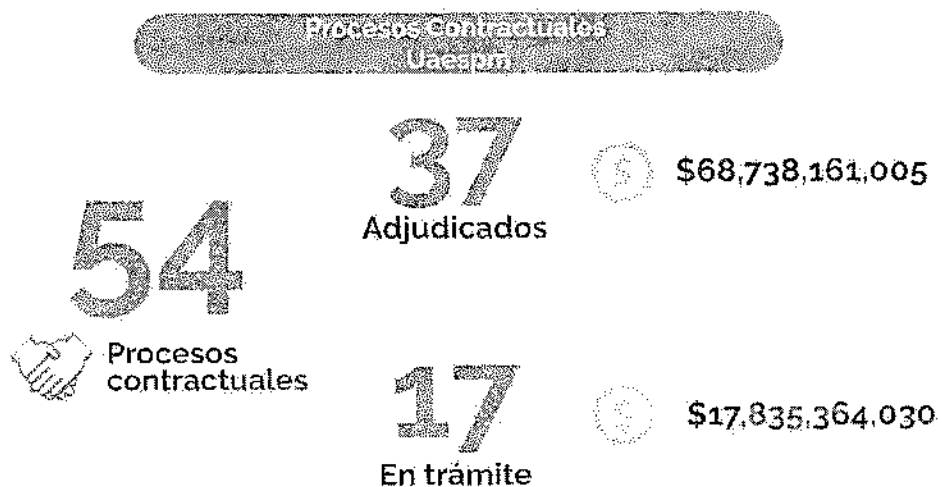 Procesos Contractuales
Uaespm
37
Adjudicados
$68,738,161,005
54
Procesos
contractuales
17
En trámite
$17,835,364,030